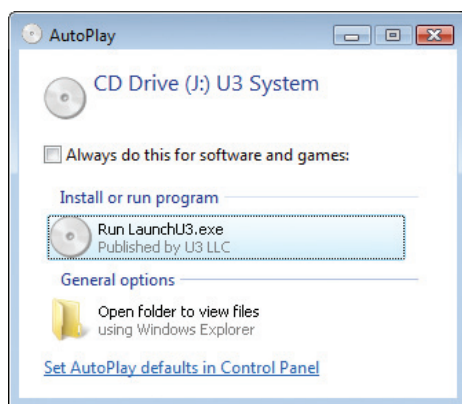 AutoPlay
CD Drive (J:) U3 System
Always do this for software and games:
Install or run program
Run LaunchU3.exe
Published by U3 LLC
General options
Open folder to view files
using Windows Explorer
Set AutoPlay defaults in Control Panel